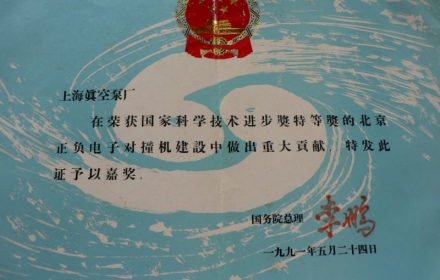 上海真空泵厂
在荣获国家科学技术进步奬特等奬的北京
正负电子对撞机建設中做出重大贡献，特发此
证予以嘉奖．
国务院总理 李鹏
一九九一年五月二十四日